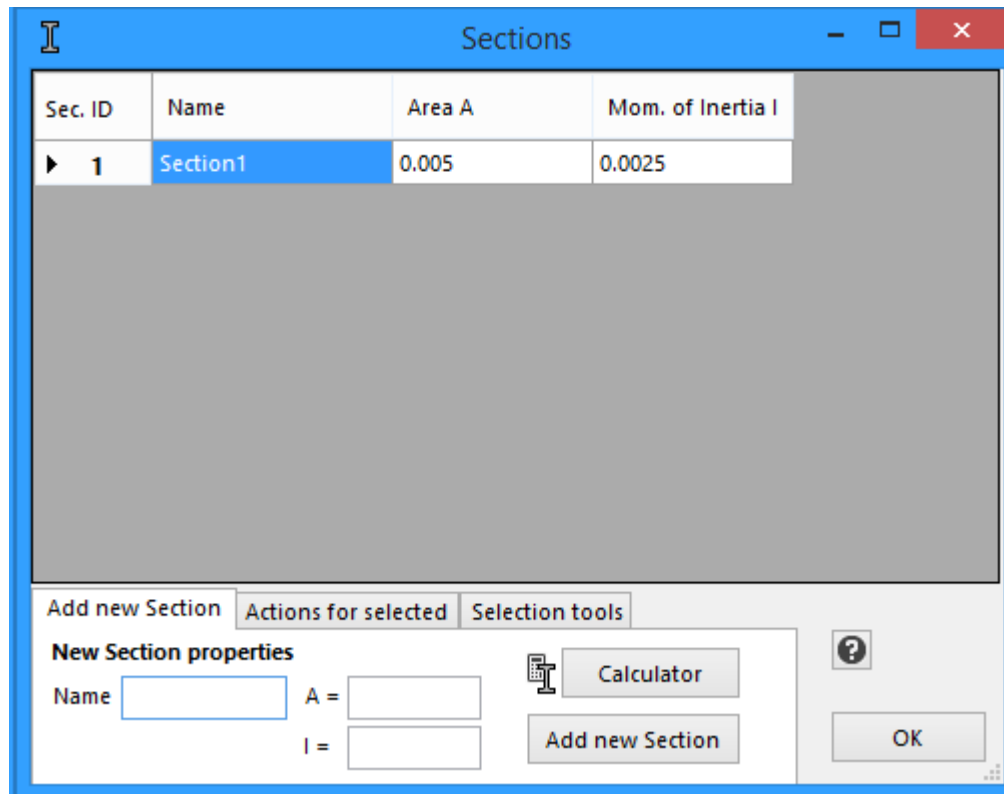 Sections
Sec. ID Name Area A Mom. of Inertia I
1 Section1 0.005 0.0025
Add new Section Actions for selected Selection tools
New Section properties
Name A = Calculator
I = Add new Section OK